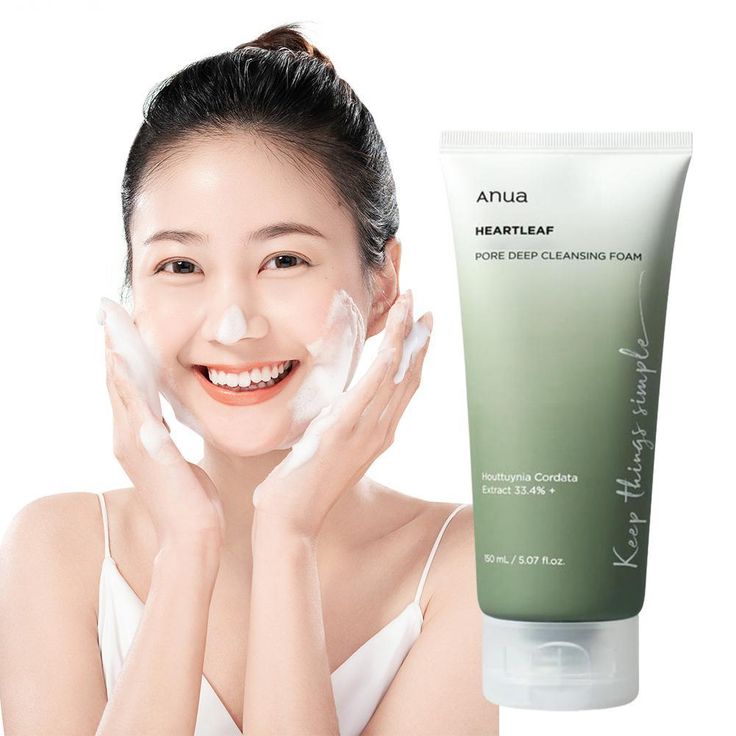 Anua
HEARTLEAF
PORE DEEP CLEANSING FOAM
Keep things simple
Houttuynia Cordata
Extract 33.4% +
150 mL / 5.07 fl.oz.